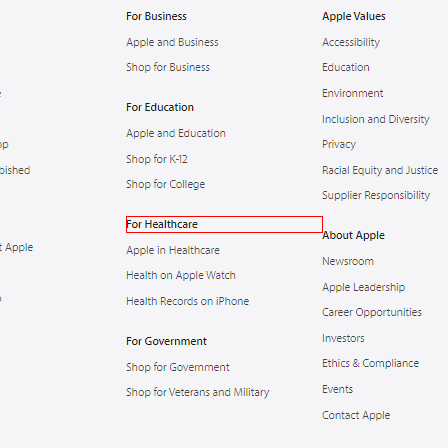 For Business
Apple and Business
Shop for Business
For Education
Apple and Education
Shop for K-12
Shop for College
For Healthcare
Apple in Healthcare
Health on Apple Watch
Health Records on iPhone
For Government
Shop for Government
Shop for Veterans and Military
Apple Values
Accessibility
Education
Environment
Inclusion and Diversity
Privacy
Racial Equity and Justice
Supplier Responsibility
About Apple
Newsroom
Apple Leadership
Career Opportunities
Investors
Ethics & Compliance
Events
Contact Apple